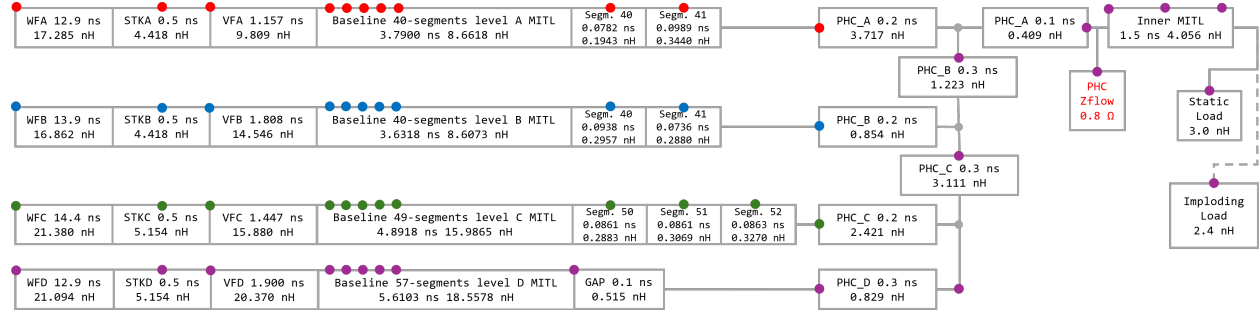 WFA 12.9 ns
17.285 nH
STKA 0.5 ns
4.418 nH
VFA 1.157 ns
9.809 nH
Baseline 40-segments level A MITL
3.7900 ns 8.6618 nH
Segm. 40
0.0782 ns
0.1943 nH
Segm. 41
0.0989 ns
0.3440 nH
PHC_A 0.2 ns
3.717 nH
PHC_A 0.1 ns
0.409 nH
Inner MITL
1.5 ns 4.056 nH
PHC_B 0.3 ns
1.223 nH
PHC
Zflow
0.8 Ω
Static
Load
3.0 nH
WFB 13.9 ns
16.862 nH
STKB 0.5 ns
4.418 nH
VFB 1.808 ns
14.546 nH
Baseline 40-segments level B MITL
3.6318 ns 8.6073 nH
Segm. 40
0.0938 ns
0.2957 nH
Segm. 41
0.0736 ns
0.2880 nH
PHC_B 0.2 ns
0.854 nH
PHC_C 0.3 ns
3.111 nH
Imploding
Load
2.4 nH
WFC 14.4 ns
21.380 nH
STKC 0.5 ns
5.154 nH
VFC 1.447 ns
15.880 nH
Baseline 49-segments level C MITL
4.8918 ns 15.9865 nH
Segm. 50
0.0861 ns
0.2883 nH
Segm. 51
0.0861 ns
0.3069 nH
Segm. 52
0.0863 ns
0.3270 nH
PHC_C 0.2 ns
2.421 nH
WFD 12.9 ns
21.094 nH
STKD 0.5 ns
5.154 nH
VFD 1.900 ns
20.370 nH
Baseline 57-segments level D MITL
5.6103 ns 18.5578 nH
GAP 0.1 ns
0.515 nH
PHC_D 0.3 ns
0.829 nH